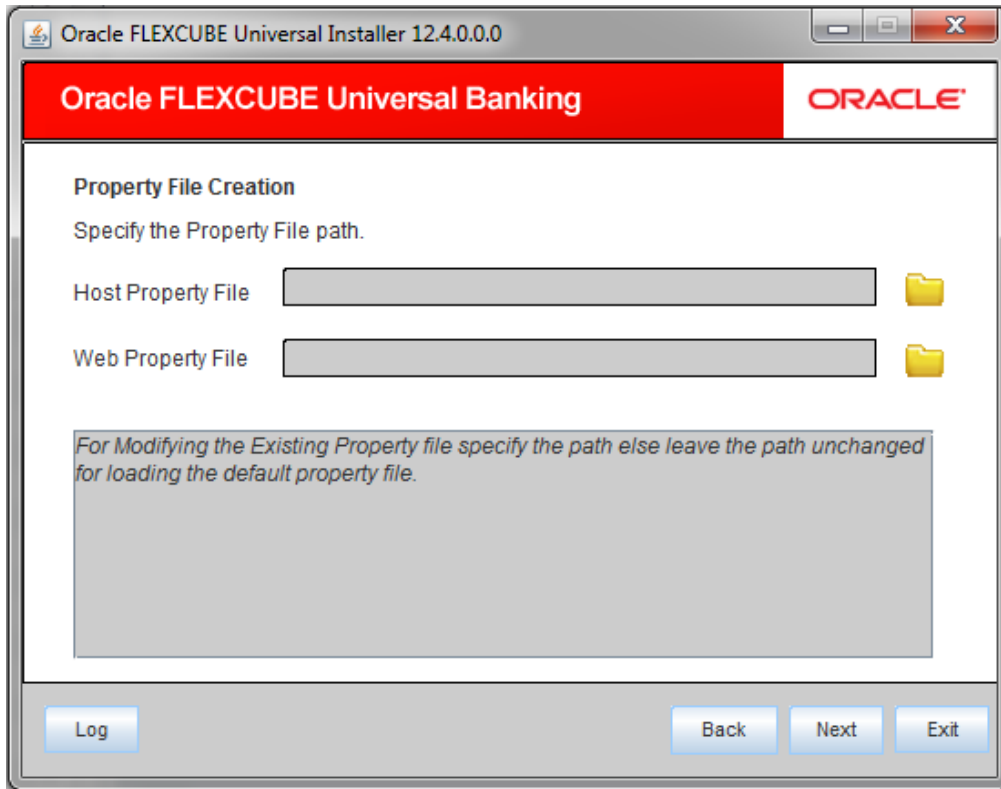 Oracle FLEXCUBE Universal Installer 12.4.0.0.0
Oracle FLEXCUBE Universal Banking
ORACLE
Property File Creation
Specify the Property File path.
Host Property File
Web Property File
For Modifying the Existing Property file specify the path else leave the path unchanged
for loading the default property file.
Log
Back
Next
Exit